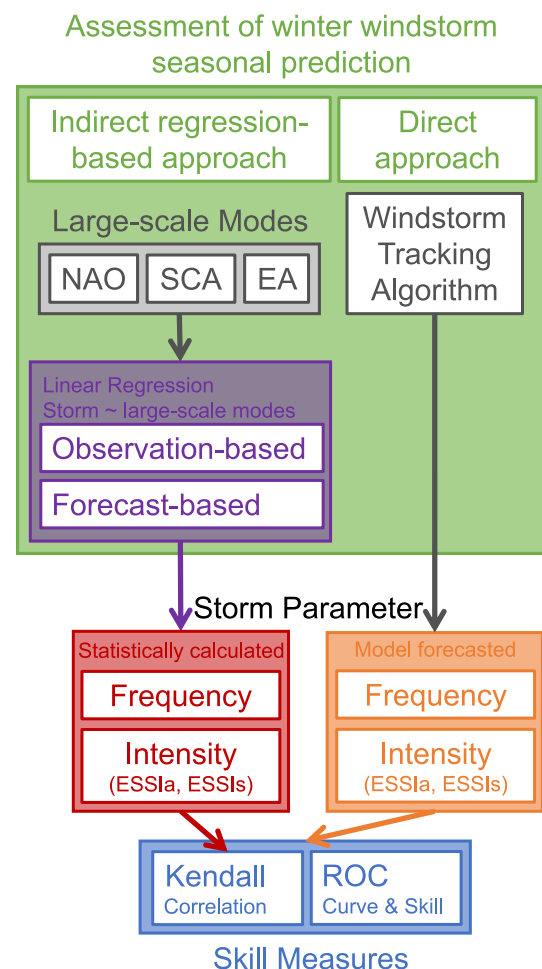 Assessment of winter windstorm
seasonal prediction
Indirect regression-
based approach
Direct
approach
Large-scale Modes
NAO
SCA
EA
Windstorm
Tracking
Algorithm
Linear Regression
Storm ~ large-scale modes
Observation-based
Forecast-based
Storm Parameter
Statistically calculated
Frequency
Intensity
(ESSIa, ESSIs)
Model forecasted
Frequency
Intensity
(ESSIa, ESSIs)
Kendall
Correlation
ROC
Curve & Skill
Skill Measures